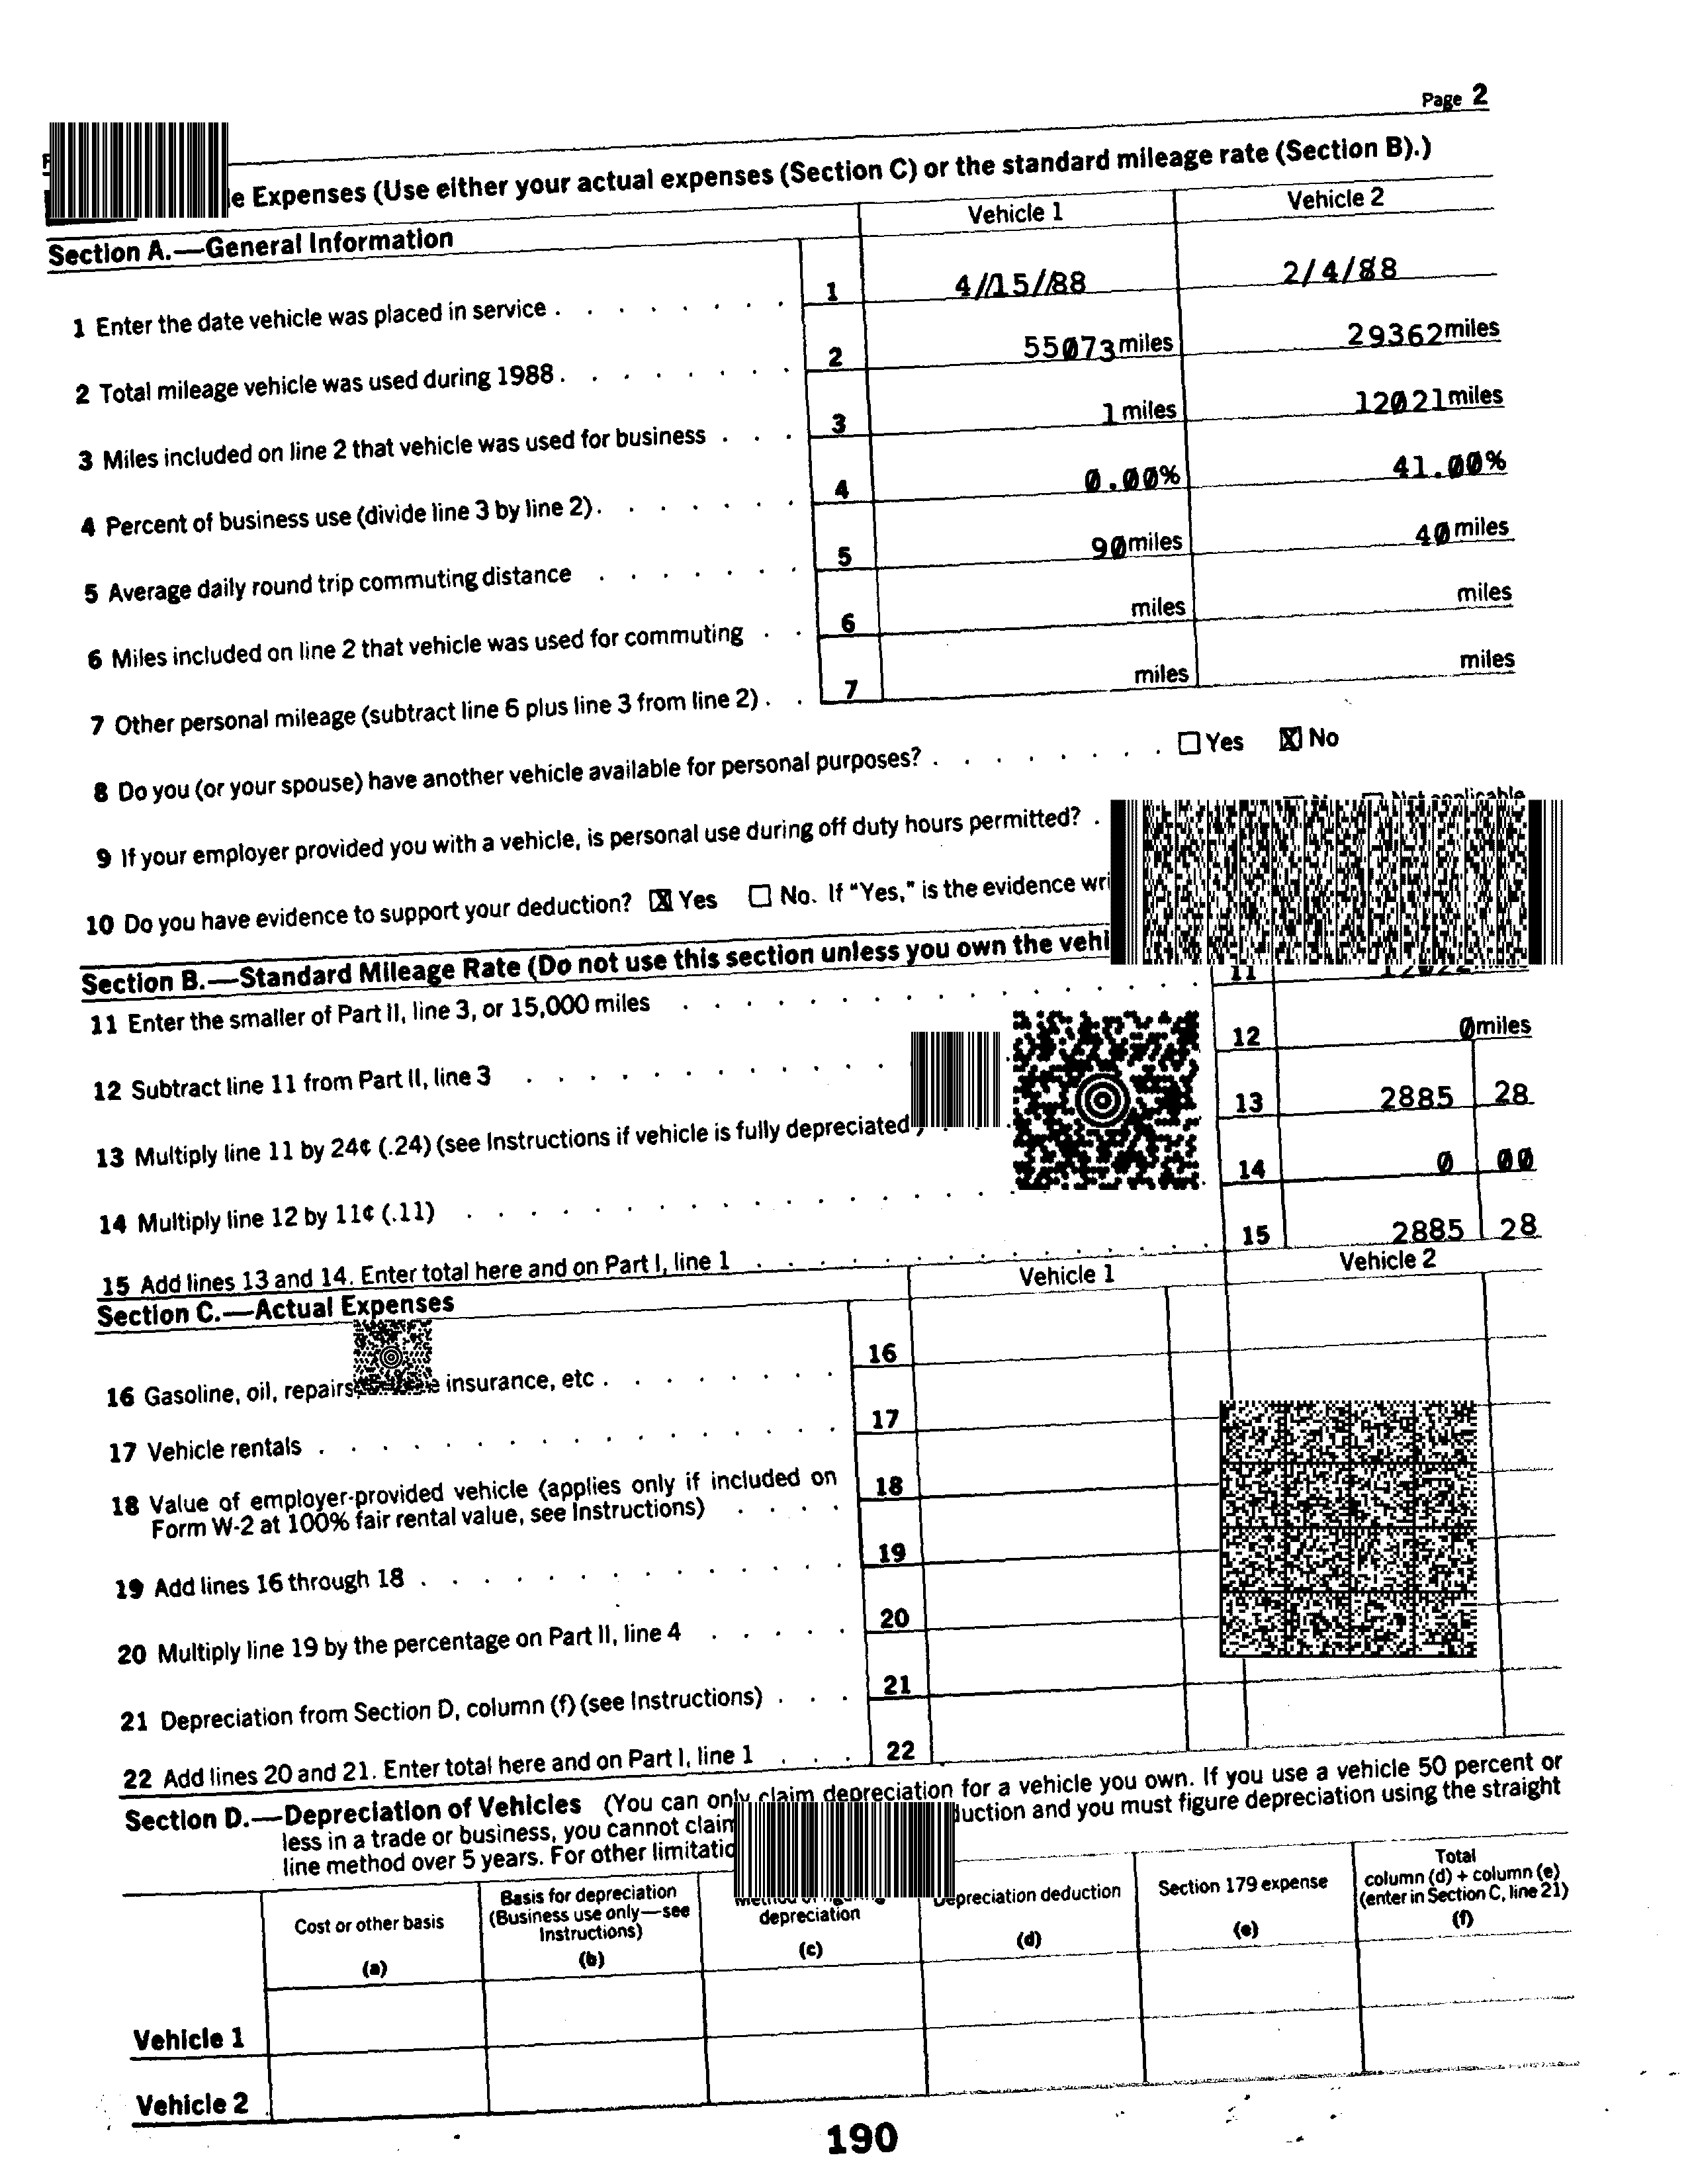 Page 2
e Expenses (Use either your actual expenses (Section C) or the standard mileage rate (Section B).)
Section A.—General Information
Vehicle 1 Vehicle 2
1 Enter the date vehicle was placed in service . . . . . . . . 1 4//15//88 2/4/88
2 Total mileage vehicle was used during 1988 . . . . . . . . 2 55073 miles 29362 miles
3 Miles included on line 2 that vehicle was used for business . . . 3 1 miles 12021 miles
4 Percent of business use (divide line 3 by line 2) . . . . . . . 4 0.00% 41.00%
5 Average daily round trip commuting distance . . . . . . . 5 90 miles 40 miles
6 Miles included on line 2 that vehicle was used for commuting . . 6 miles miles
7 Other personal mileage (subtract line 6 plus line 3 from line 2) . . 7 miles miles
8 Do you (or your spouse) have another vehicle available for personal purposes? . . . . . . . . ☐ Yes ☒ No
9 If your employer provided you with a vehicle, is personal use during off duty hours permitted? . Not applicable
10 Do you have evidence to support your deduction? ☒ Yes ☐ No. If "Yes," is the evidence wri
Section B.—Standard Mileage Rate (Do not use this section unless you own the vehi
11 Enter the smaller of Part II, line 3, or 15,000 miles . . . . . . . . . . . . . . . . . 11
12 Subtract line 11 from Part II, line 3 . . . . . . . . . . . . 12 0 miles
13 Multiply line 11 by 24¢ (.24) (see Instructions if vehicle is fully depreciated) . . . 13 2885 28
14 Multiply line 12 by 11¢ (.11) . . . . . . . . . . . . . . . . . . 14 0 00
15 Add lines 13 and 14. Enter total here and on Part I, line 1 . . . . . . . . . . . . . . . 15 2885 28
Section C.—Actual Expenses
Vehicle 1 Vehicle 2
16 Gasoline, oil, repairs insurance, etc . . . . . . . . 16
17 Vehicle rentals . . . . . . . . . . . . . . . . . 17
18 Value of employer-provided vehicle (applies only if included on 18
Form W-2 at 100% fair rental value, see Instructions) . . . .
19 Add lines 16 through 18 . . . . . . . . . . . . . . 19
20 Multiply line 19 by the percentage on Part II, line 4 . . . . . 20
21 Depreciation from Section D, column (f) (see Instructions) . . . 21
22 Add lines 20 and 21. Enter total here and on Part I, line 1 . . . 22
Section D.—Depreciation of Vehicles (You can only claim depreciation for a vehicle you own. If you use a vehicle 50 percent or
less in a trade or business, you cannot claim uction and you must figure depreciation using the straight
line method over 5 years. For other limitatio
Cost or other basis
(a)
Basis for depreciation
(Business use only—see
Instructions)
(b)
Method of figuring
depreciation
(c)
Depreciation deduction
(d)
Section 179 expense
(e)
Total
column (d) + column (e)
(enter in Section C, line 21)
(f)
Vehicle 1
Vehicle 2
190